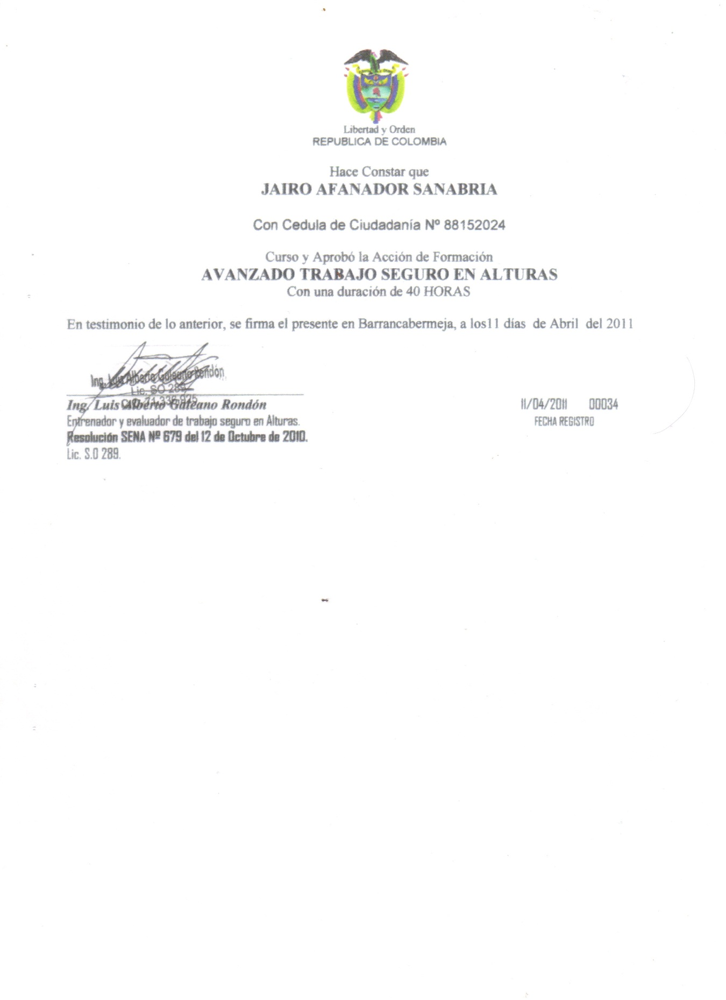 Libertad y Orden
REPUBLICA DE COLOMBIA
Hace Constar que
JAIRO AFANADOR SANABRIA
Con Cedula de Ciudadanía Nº 88152024
Curso y Aprobó la Acción de Formación
AVANZADO TRABAJO SEGURO EN ALTURAS
Con una duración de 40 HORAS
En testimonio de lo anterior, se firma el presente en Barrancabermeja, a los11 días de Abril del 2011
Ing. Luis Alberto Galeano Rondón
Lic. SO 289
Ing. Luis Alberto Galeano Rondón
Entrenador y evaluador de trabajo seguro en Alturas.
Resolución SENA Nº 679 del 12 de Octubre de 2010.
Lic. S.O 289.
11/04/2011 00034
FECHA REGISTRO